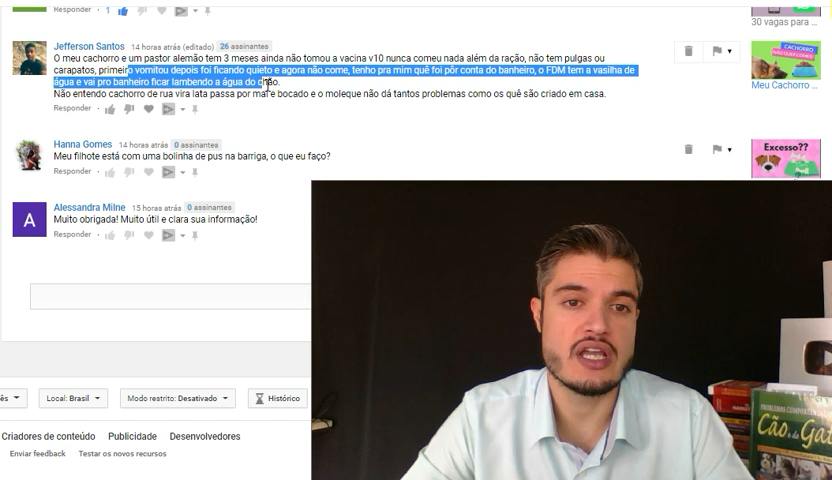 Responder
1
30 vagas para ...
Jefferson Santos 14 horas atrás (editado) 26 assinantes
O meu cachorro e um pastor alemão tem 3 meses ainda não tomou a vacina v10 nunca comeu nada além da ração, não tem pulgas ou
carapatos, primeiro vomitou depois foi ficando quieto e agora não come, tenho pra mim quê foi pôr conta do banheiro, o FDM tem a vasilha de
água e vai pro banheiro ficar lambendo a água do chão.
Não entendo cachorro de rua vira lata passa por mal e bocado e o moleque não dá tantos problemas como os quê são criado em casa.
Responder
CACHORRO
Meu Cachorro ...
Hanna Gomes 14 horas atrás 0 assinantes
Meu filhote está com uma bolinha de pus na barriga, o que eu faço?
Responder
Excesso??
A
Alessandra Milne 15 horas atrás 0 assinantes
Muito obrigada! Muito útil e clara sua informação!
Responder
ês
Local: Brasil
Modo restrito: Desativado
Histórico
Criadores de conteúdo Publicidade Desenvolvedores
Enviar feedback Testar os novos recursos
Cão e do Gat